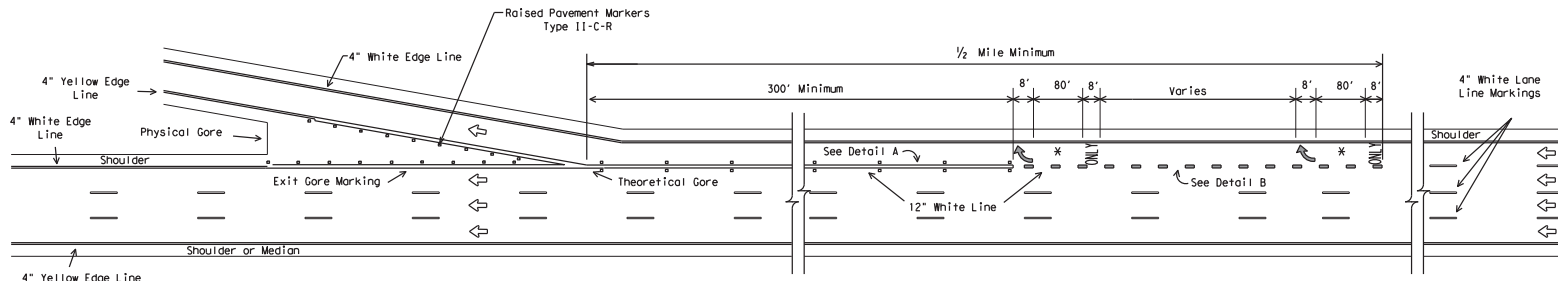 Raised Pavement Markers
Type II-C-R
4" White Edge Line
½ Mile Minimum
4" Yellow Edge
Line
8'
80'
8'
8'
80'
8'
4" White Lane
Line Markings
300' Minimum
Varies
4" White Edge
Line
Physical Gore
Shoulder
Shoulder
See Detail A
*
ONLY
*
ONLY
Exit Gore Marking
Theoretical Gore
See Detail B
12" White Line
Shoulder or Median
4" Yellow Edge Line